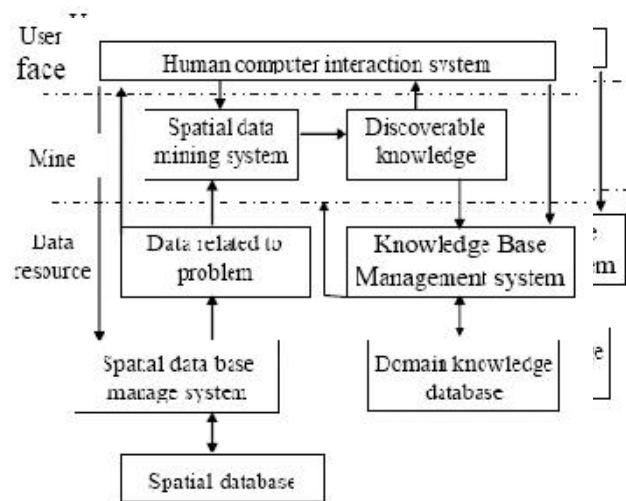 User
face
Human computer interaction system
Spatial data
mining system
Discoverable
knowledge
Mine
Data
resource
Data related to
problem
Knowledge Base
Management system
Spatial data base
manage system
Domain knowledge
database
Spatial database